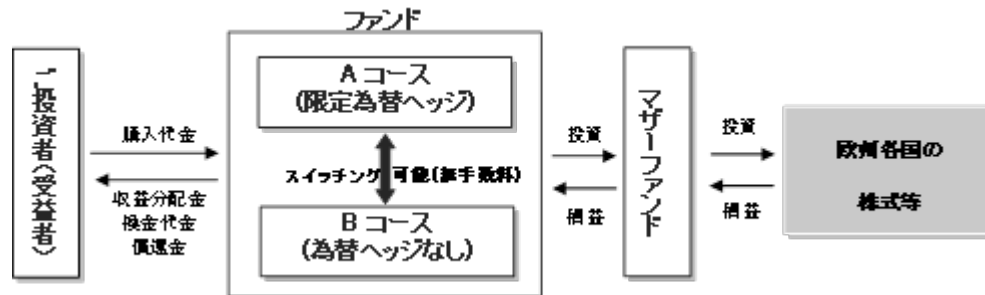 ファンド
ご投資者(受益者)
購入代金
収益分配金
換金代金
償還金
Aコース
(限定為替ヘッジ)
スイッチング可能(無手数料)
Bコース
(為替ヘッジなし)
投資
損益
マザーファンド
投資
損益
欧州各国の
株式等